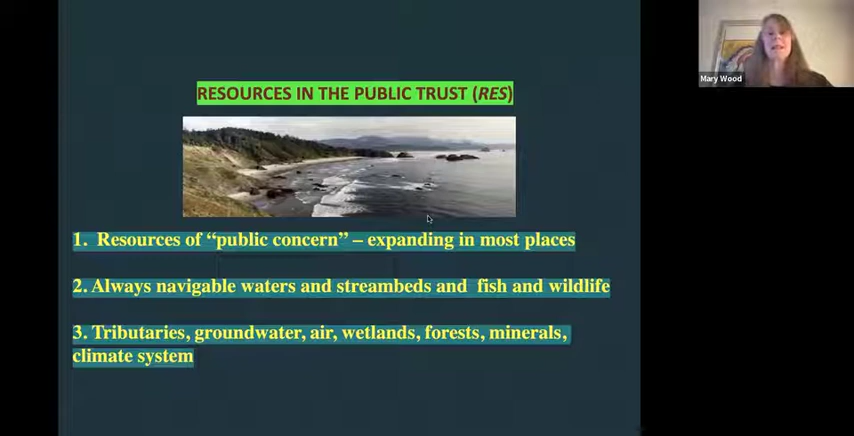 RESOURCES IN THE PUBLIC TRUST (RES)
Mary Wood
1. Resources of “public concern” – expanding in most places
2. Always navigable waters and streambeds and fish and wildlife
3. Tributaries, groundwater, air, wetlands, forests, minerals,
climate system